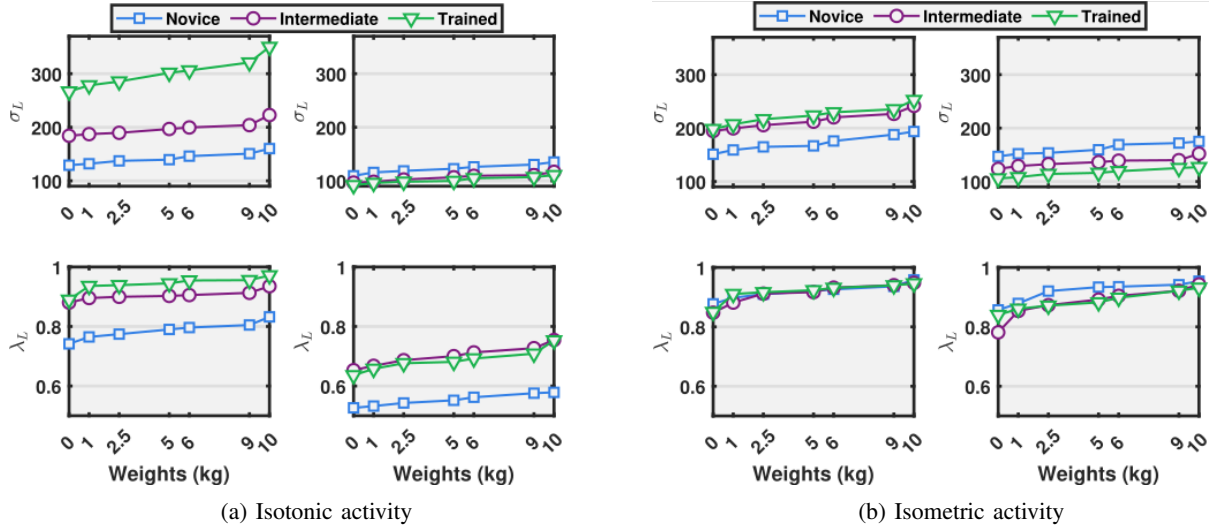 Novice Intermediate Trained
Novice Intermediate Trained
σL
300
200
100
0 1 2.5 5 6 9 10
σL
300
200
100
0 1 2.5 5 6 9 10
σL
300
200
100
0 1 2.5 5 6 9 10
σL
300
200
100
0 1 2.5 5 6 9 10
λL
1
0.8
0.6
0 1 2.5 5 6 9 10
Weights (kg)
λL
1
0.8
0.6
0 1 2.5 5 6 9 10
Weights (kg)
λL
1
0.8
0.6
0 1 2.5 5 6 9 10
Weights (kg)
λL
1
0.8
0.6
0 1 2.5 5 6 9 10
Weights (kg)
(a) Isotonic activity
(b) Isometric activity